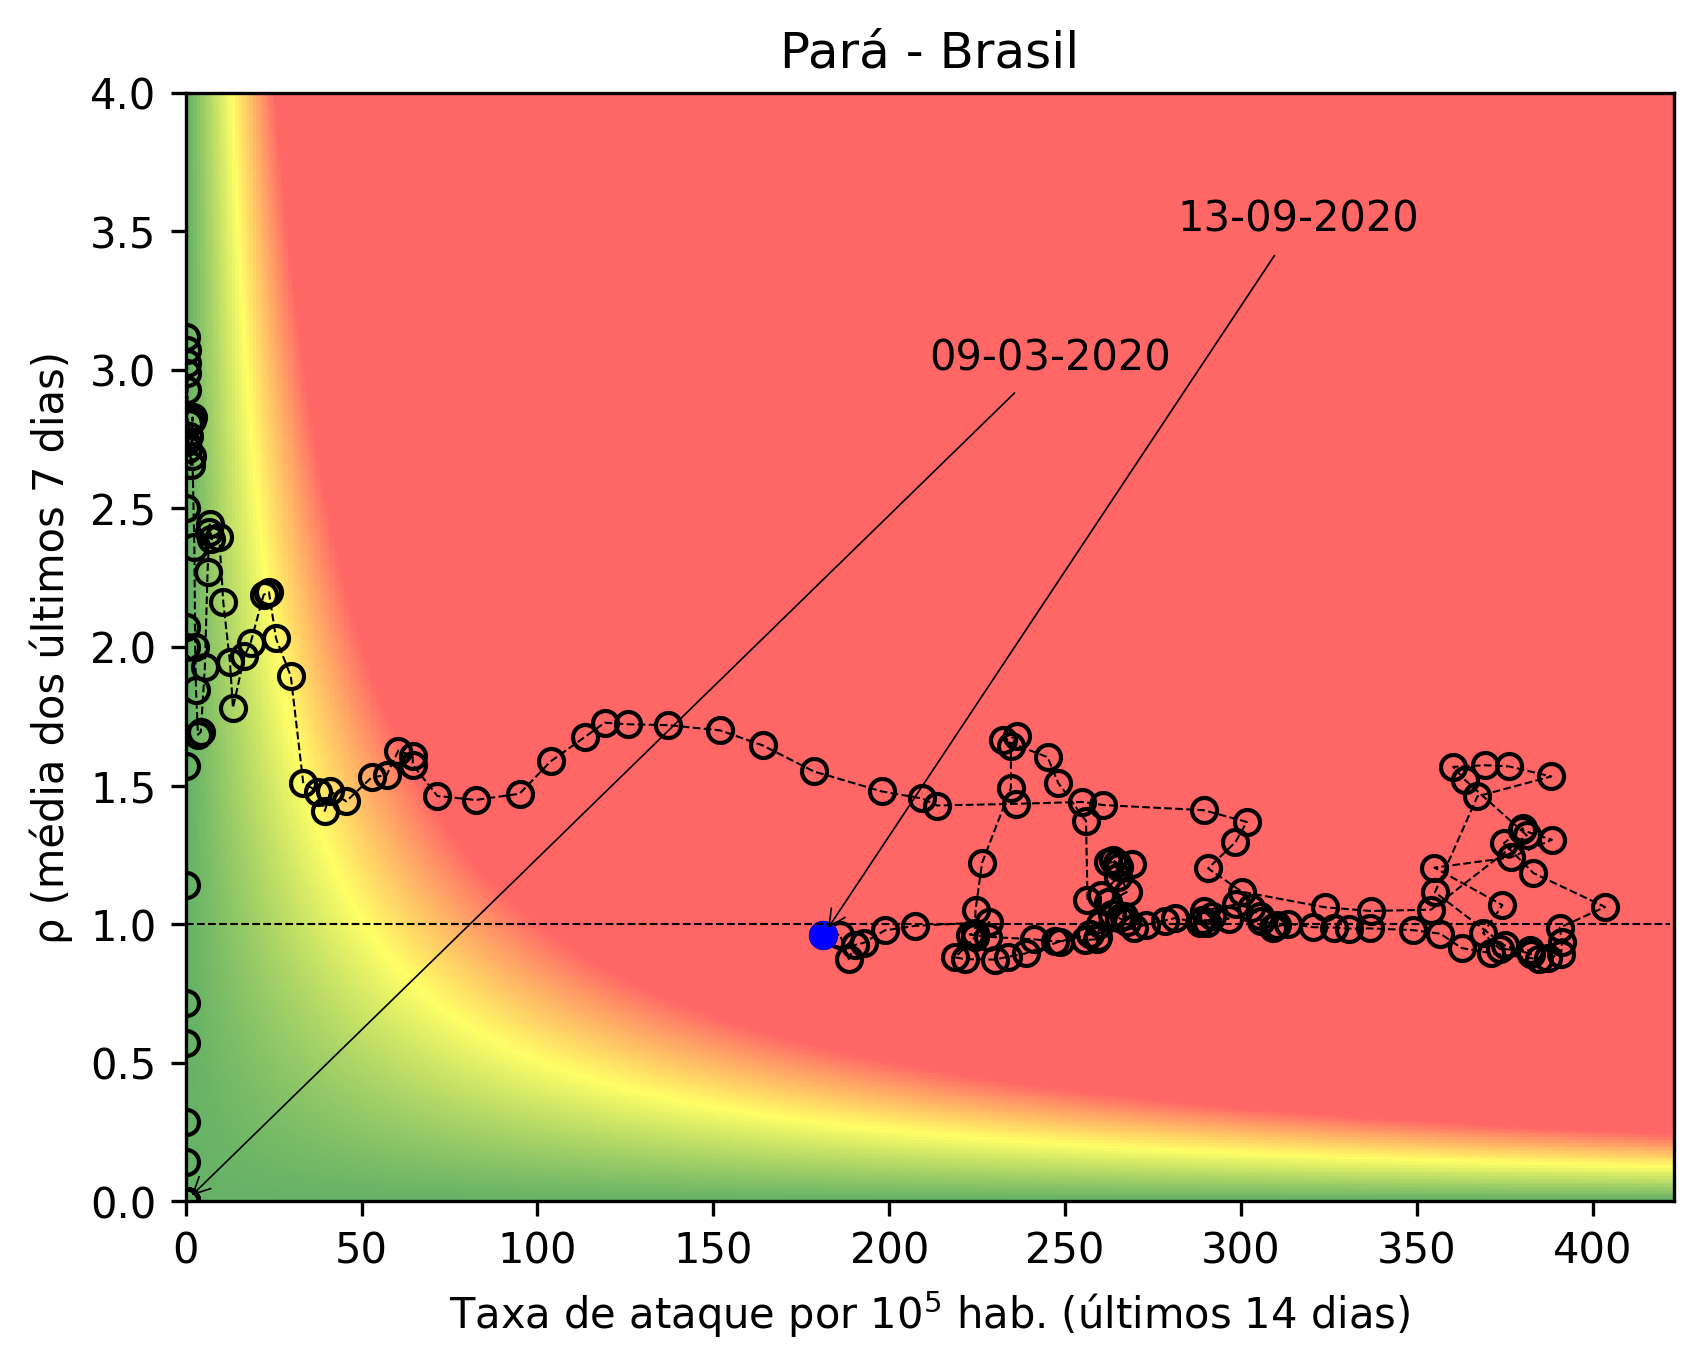 Pará - Brasil
4.0
3.5
3.0
2.5
2.0
1.5
1.0
0.5
0.0
ρ (média dos últimos 7 dias)
13-09-2020
09-03-2020
0 50 100 150 200 250 300 350 400
Taxa de ataque por 10⁵ hab. (últimos 14 dias)